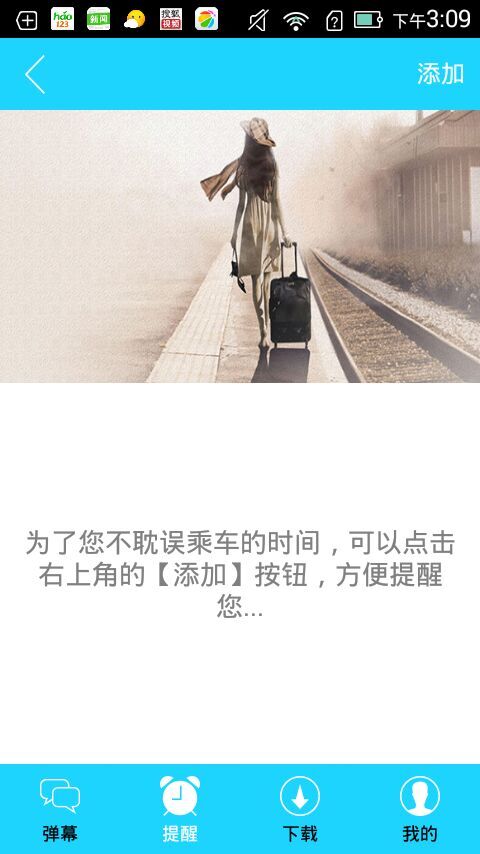 hao
123
新闻
搜狐
视频
下午3:09
添加
为了您不耽误乘车的时间，可以点击
右上角的【添加】按钮，方便提醒
您...
弹幕
提醒
下载
我的